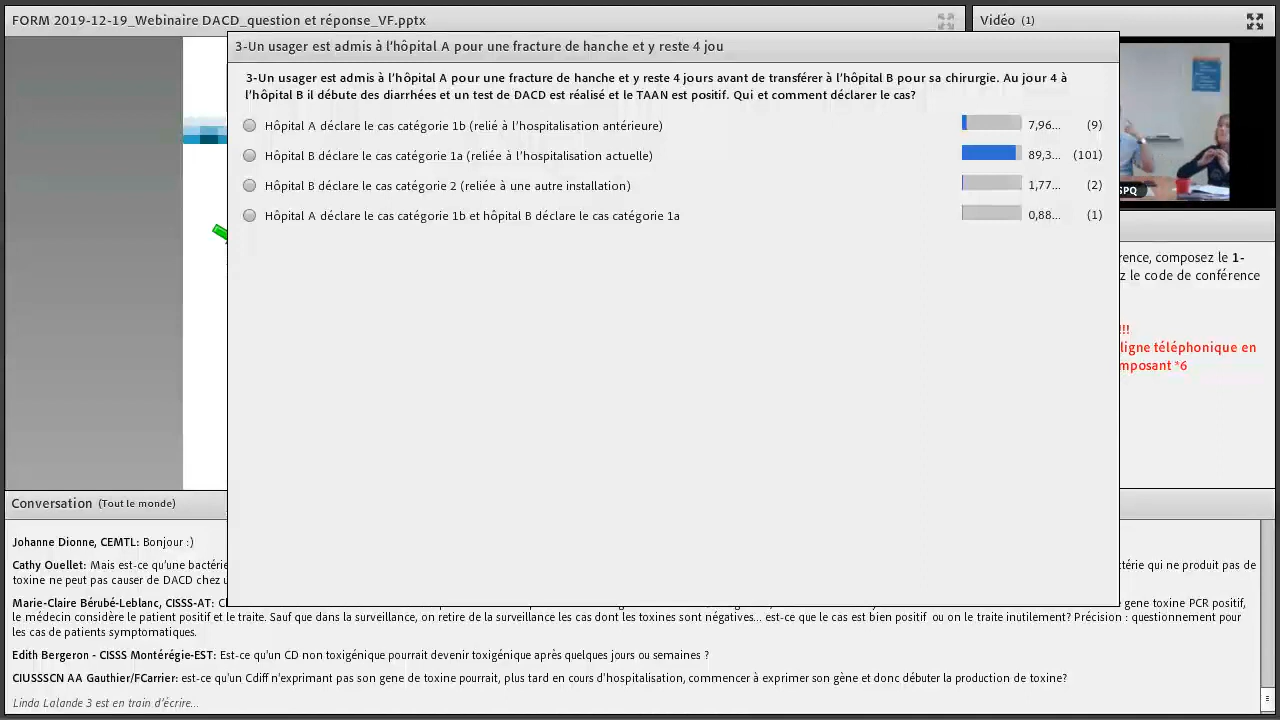 FORM 2019-12-19_Webinaire DACD_question et réponse_VF.pptx
Vidéo (1)
3-Un usager est admis à l'hôpital A pour une fracture de hanche et y reste 4 jou
3-Un usager est admis à l'hôpital A pour une fracture de hanche et y reste 4 jours avant de transférer à l'hôpital B pour sa chirurgie. Au jour 4 à
l'hôpital B il débute des diarrhées et un test de DACD est réalisé et le TAAN est positif. Qui et comment déclarer le cas?
Hôpital A déclare le cas catégorie 1b (relié à l'hospitalisation antérieure) 7,96... (9)
Hôpital B déclare le cas catégorie 1a (reliée à l'hospitalisation actuelle) 89,3... (101)
Hôpital B déclare le cas catégorie 2 (reliée à une autre installation) 1,77... (2)
Hôpital A déclare le cas catégorie 1b et hôpital B déclare le cas catégorie 1a 0,88... (1)
SPQ
rence, composez le 1-
z le code de conférence
!!!
ligne téléphonique en
mposant *6
Conversation (Tout le monde)
Johanne Dionne, CEMTL: Bonjour :)
Cathy Ouellet: Mais est-ce qu'une bactérie ctérie qui ne produit pas de
toxine ne peut pas causer de DACD chez u
Marie-Claire Bérubé-Leblanc, CISSS-AT: gene toxine PCR positif,
le médecin considère le patient positif et le traite. Sauf que dans la surveillance, on retire de la surveillance les cas dont les toxines sont négatives... est-ce que le cas est bien positif ou on le traite inutilement? Précision : questionnement pour
les cas de patients symptomatiques.
Edith Bergeron - CISSS Montérégie-EST: Est-ce qu'un CD non toxigénique pourrait devenir toxigénique après quelques jours ou semaines ?
CIUSSSCN AA Gauthier/FCarrier: est-ce qu'un Cdiff n'exprimant pas son gene de toxine pourrait, plus tard en cours d'hospitalisation, commencer à exprimer son gène et donc débuter la production de toxine?
Linda Lalande 3 est en train d'écrire...